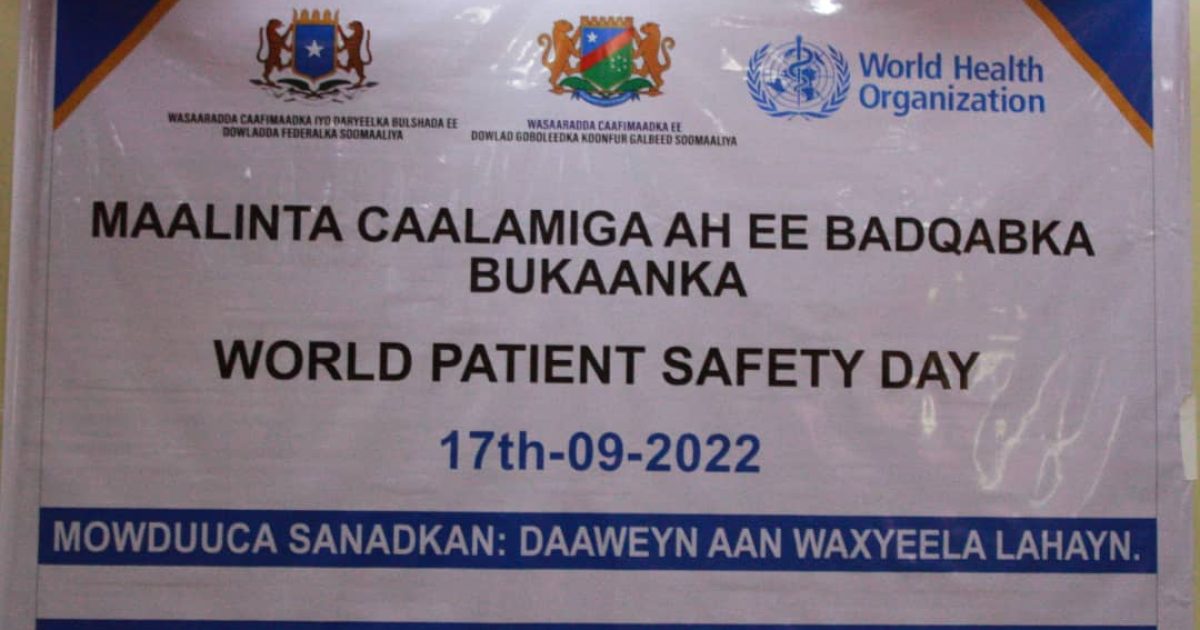 WASAARADDA CAAFIMAADKA IYO DARYEELKA BULSHADA EE
DOWLADDA FEDERALKA SOOMAALIYA
WASAARADDA CAAFIMAADKA EE
DOWLAD GOBOLEEDKA KOONFUR GALBEED SOOMAALIYA
World Health
Organization
MAALINTA CAALAMIGA AH EE BADQABKA
BUKAANKA
WORLD PATIENT SAFETY DAY
17th-09-2022
MOWDUUCA SANADKAN: DAAWEYN AAN WAXYEELA LAHAYN.